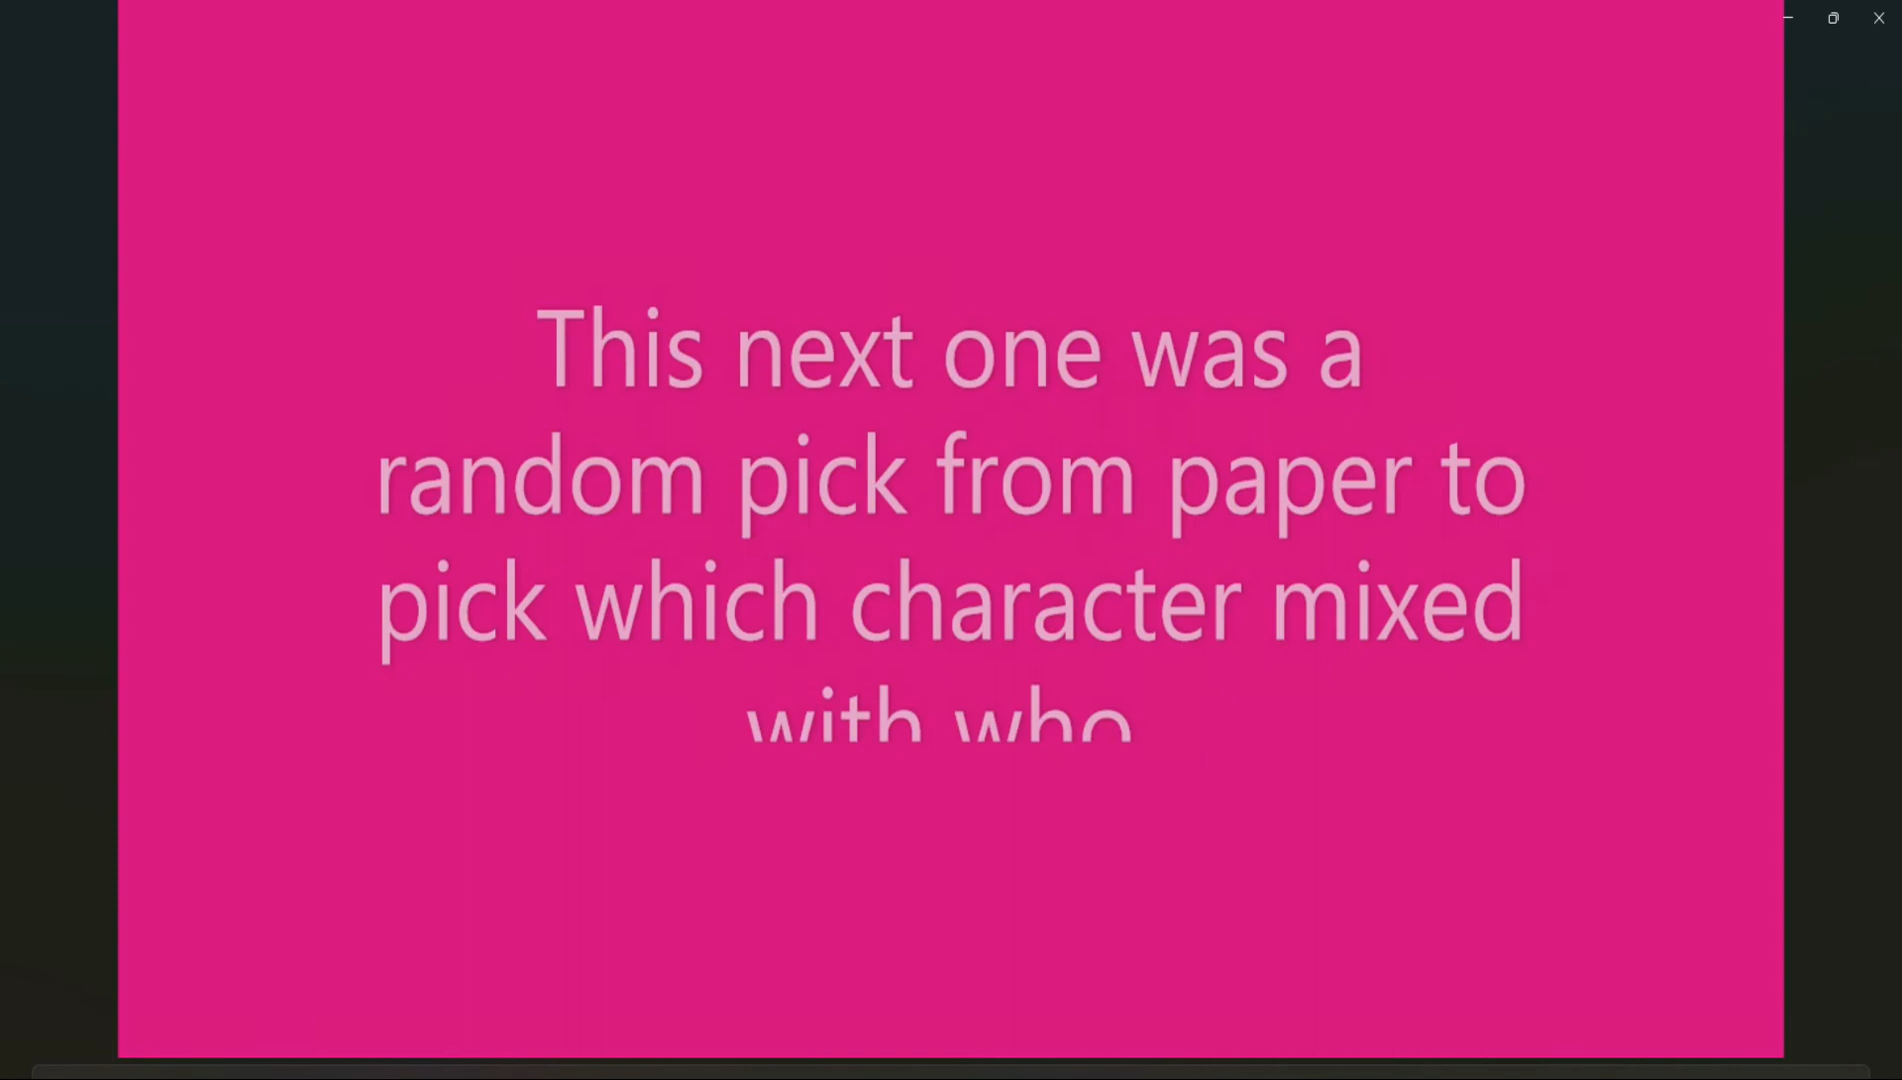 This next one was a
random pick from paper to
pick which character mixed
with who